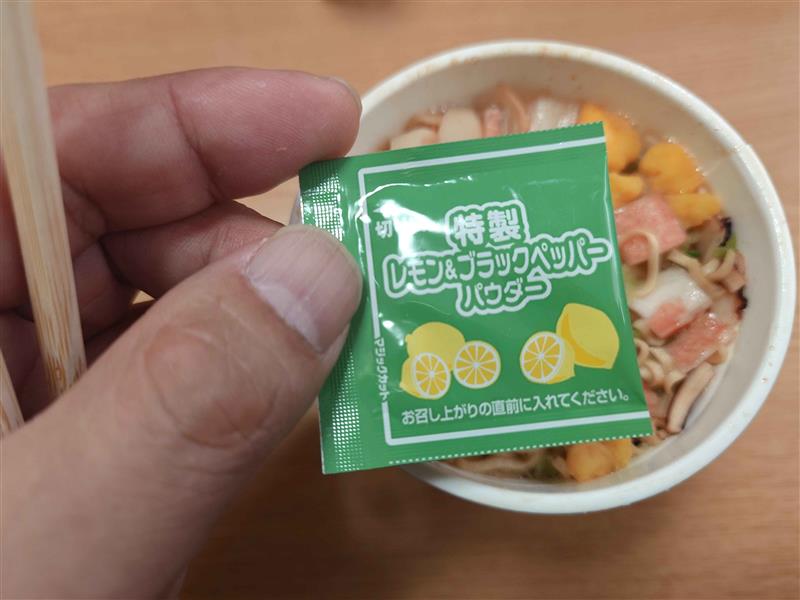 切
特製
レモン&ブラックペッパー
パウダー
マジックカット
お召し上がりの直前に入れてください。